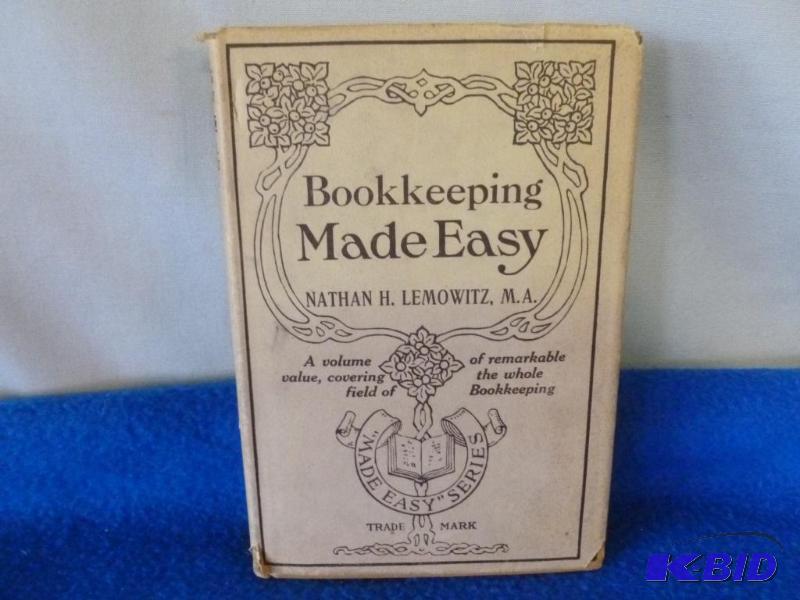 Bookkeeping
Made Easy
NATHAN H. LEMOWITZ, M.A.
A volume of remarkable
value, covering the whole
field of Bookkeeping
"MADE EASY" SERIES
TRADE MARK
K-BID